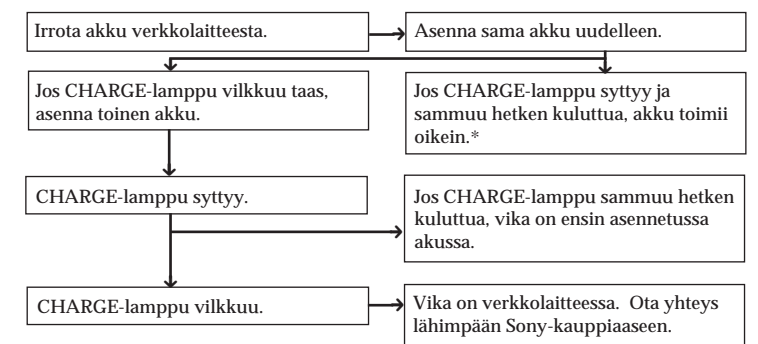 Irrota akku verkkolaitteesta.
Asenna sama akku uudelleen.
Jos CHARGE-lamppu vilkkuu taas,
asenna toinen akku.
Jos CHARGE-lamppu syttyy ja
sammuu hetken kuluttua, akku toimii
oikein.*
CHARGE-lamppu syttyy.
Jos CHARGE-lamppu sammuu hetken
kuluttua, vika on ensin asennetussa
akussa.
CHARGE-lamppu vilkkuu.
Vika on verkkolaitteessa. Ota yhteys
lähimpään Sony-kauppiaaseen.